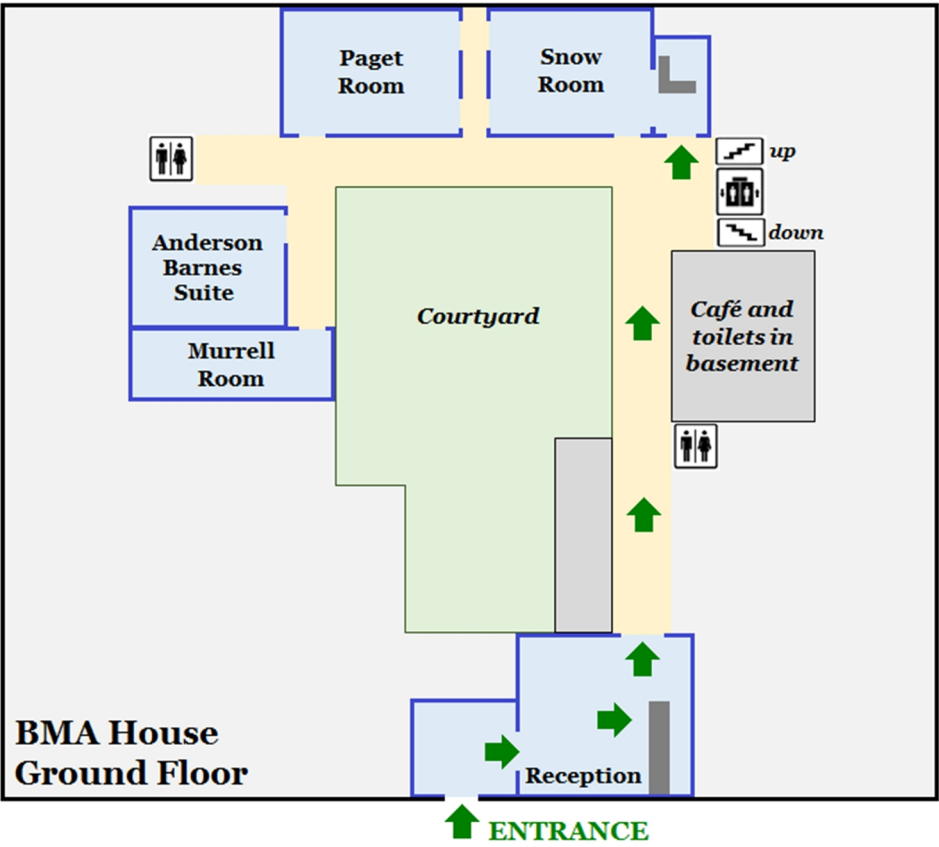 Paget
Room
Snow
Room
up
down
Anderson
Barnes
Suite
Murrell
Room
Courtyard
Café and
toilets in
basement
BMA House
Ground Floor
Reception
ENTRANCE